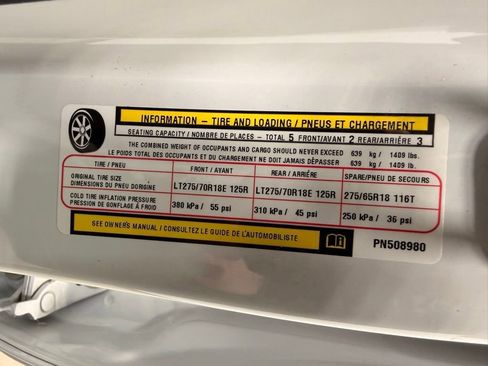 INFORMATION – TIRE AND LOADING / PNEUS ET CHARGEMENT
SEATING CAPACITY / NOMBRE DE PLACES – TOTAL 5 FRONT/AVANT 2 REAR/ARRIÈRE 3
THE COMBINED WEIGHT OF OCCUPANTS AND CARGO SHOULD NEVER EXCEED 639 kg / 1409 lbs.
LE POIDS TOTAL DES OCCUPANTS ET DU CHARGEMENT NE DOIT JAMAIS DÉPASSER 639 kg / 1409 lb.
TIRE / PNEU FRONT / AVANT REAR / ARRIÈRE SPARE/PNEU DE SECOURS
ORIGINAL TIRE SIZE
DIMENSIONS DU PNEU DORIGINE LT275/70R18E 125R LT275/70R18E 125R 275/65R18 116T
COLD TIRE INFLATION PRESSURE
PRESSION DE GONFLAGE À FROID 380 kPa / 55 psi 310 kPa / 45 psi 250 kPa / 36 psi
SEE OWNERS MANUAL / CONSULTEZ LE GUIDE DE L'AUTOMOBILISTE
PN508980